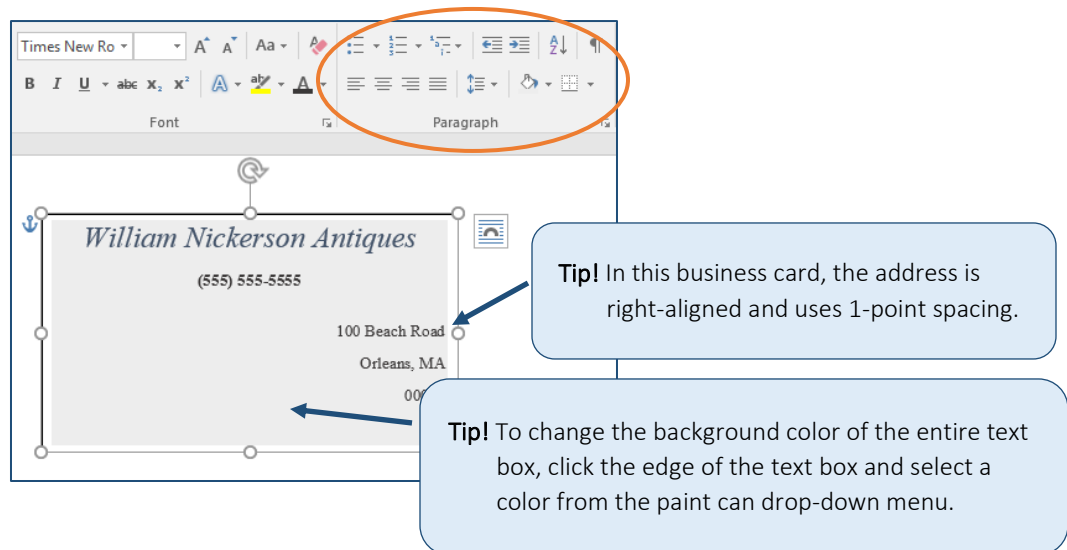 Times New Ro
Aa
B I U abc x₂ x² A aby A
Font
Paragraph
William Nickerson Antiques
(555) 555-5555
100 Beach Road
Orleans, MA
Tip! In this business card, the address is
right-aligned and uses 1-point spacing.
Tip! To change the background color of the entire text
box, click the edge of the text box and select a
color from the paint can drop-down menu.